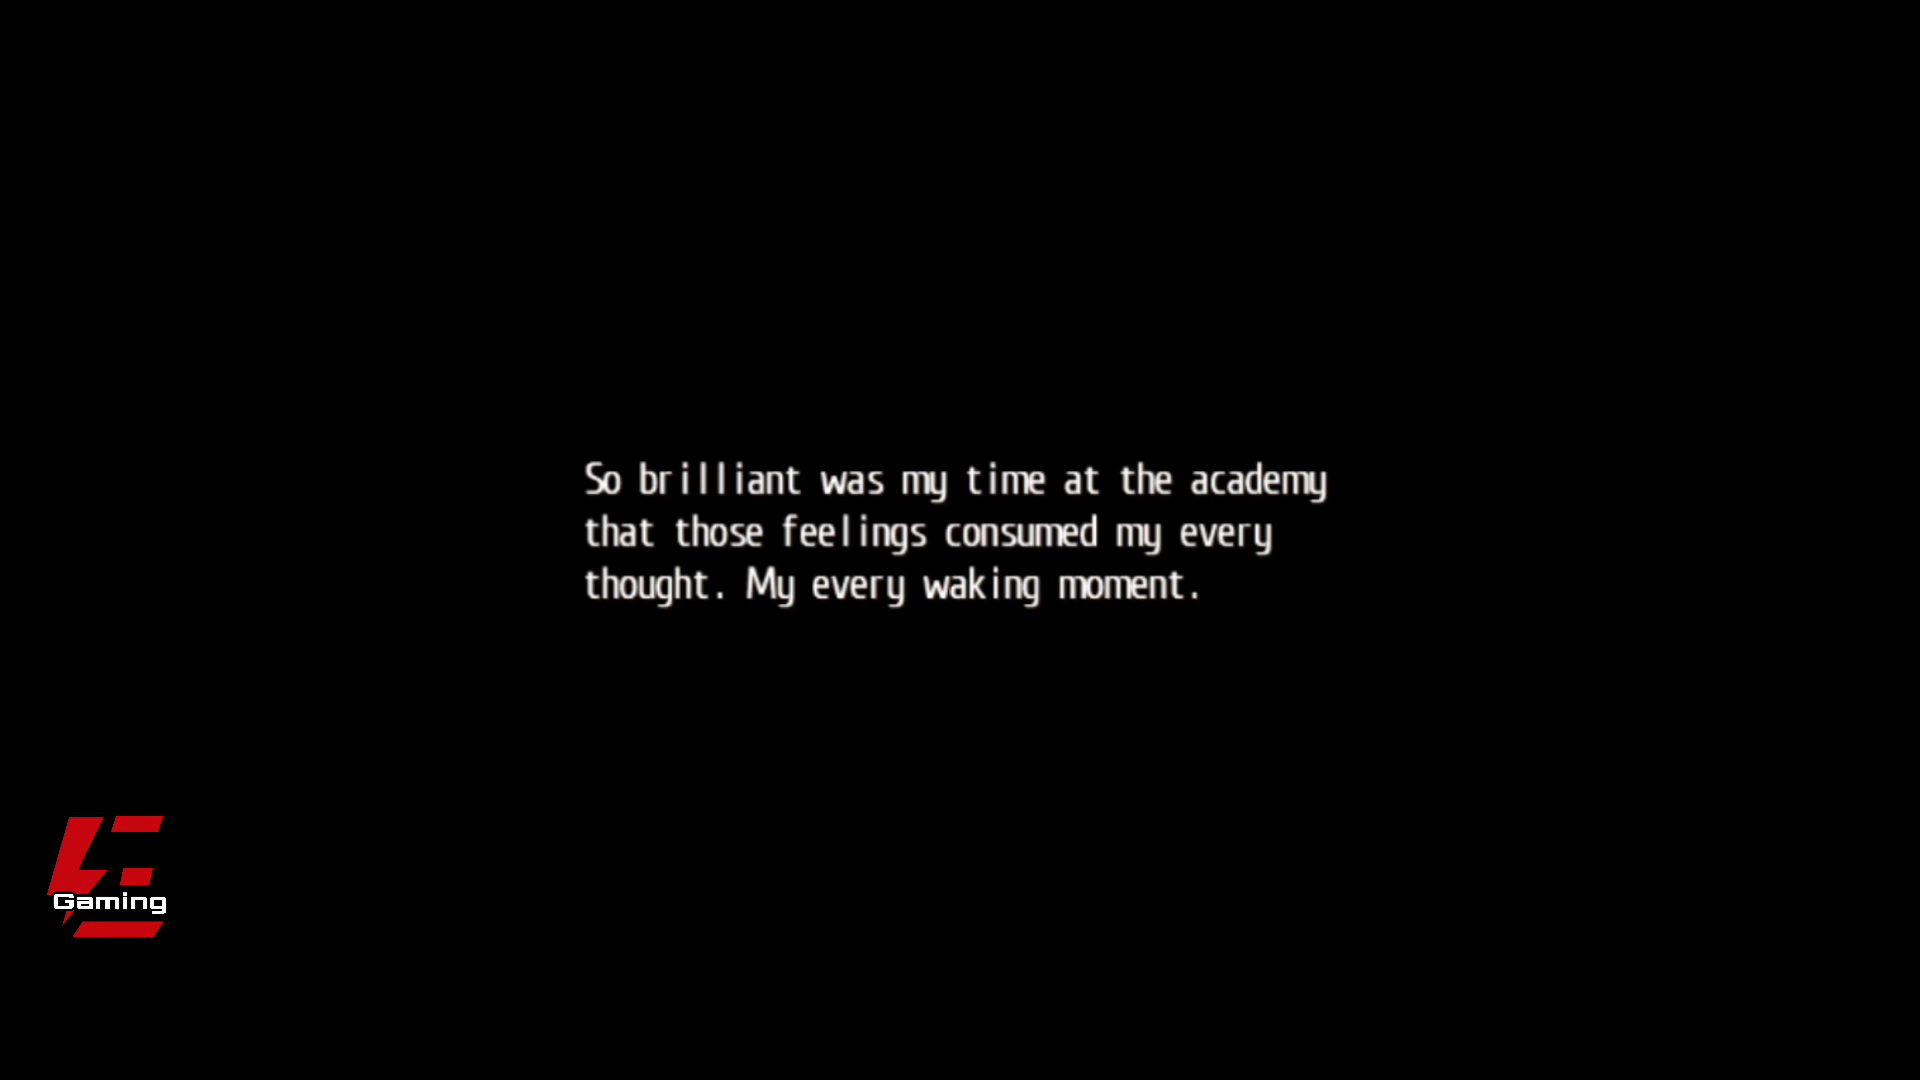 So brilliant was my time at the academy
that those feelings consumed my every
thought. My every waking moment.
Gaming